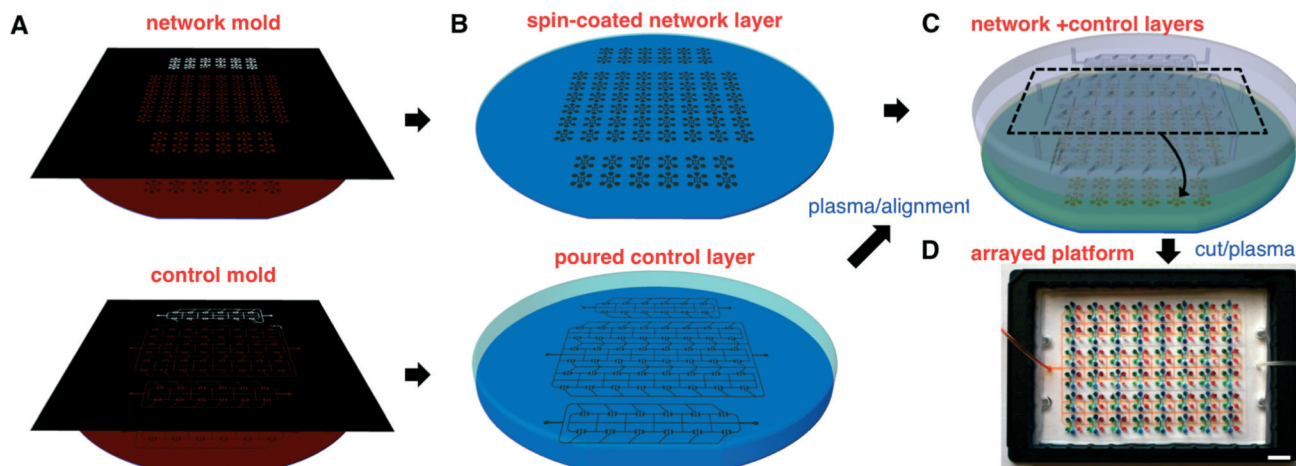 A
network mold
B
spin-coated network layer
C
network +control layers
plasma/alignment
control mold
poured control layer
D
arrayed platform
cut/plasma